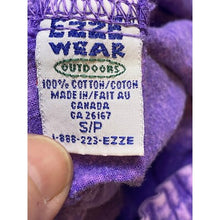 EZZE
WEAR
OUTDOORS
100% COTTON/COTON
MADE IN/FAIT AU
CANADA
CA 26167
S/P
1-888-223-EZZE